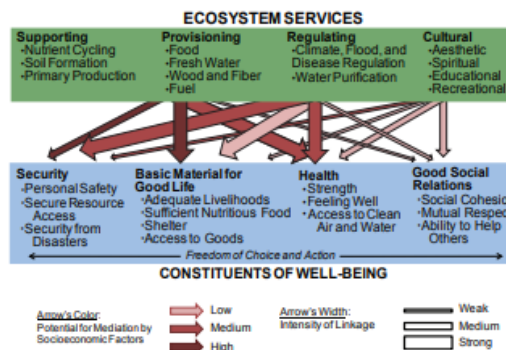 ECOSYSTEM SERVICES
Supporting
•Nutrient Cycling
•Soil Formation
•Primary Production
Provisioning
•Food
•Fresh Water
•Wood and Fiber
•Fuel
Regulating
•Climate, Flood, and
Disease Regulation
•Water Purification
Cultural
•Aesthetic
•Spiritual
•Educational
•Recreational
Security
•Personal Safety
•Secure Resource
Access
•Security from
Disasters
Basic Material for
Good Life
•Adequate Livelihoods
•Sufficient Nutritious Food
•Shelter
•Access to Goods
Health
•Strength
•Feeling Well
•Access to Clean
Air and Water
Good Social
Relations
•Social Cohesic
•Mutual Respec
•Ability to Help
Others
Freedom of Choice and Action
CONSTITUENTS OF WELL-BEING
Arrow's Color:
Potential for Mediation by
Socioeconomic Factors
Low
Medium
High
Arrow's Width:
Intensity of Linkage
Weak
Medium
Strong